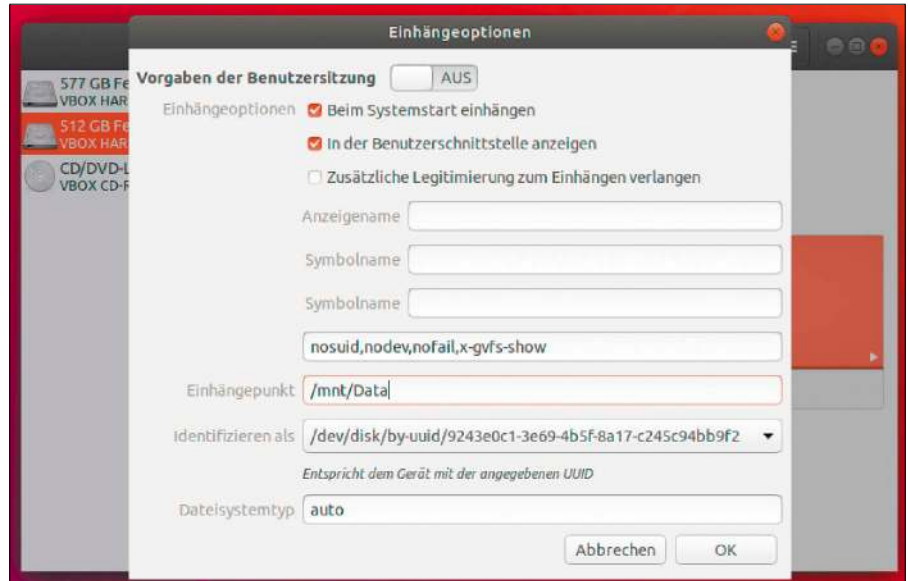 Einhängeoptionen
Vorgaben der Benutzersitzung AUS
577 GB Fe
VBOX HAR
512 GB Fe
VBOX HAR
CD/DVD-L
VBOX CD-R
Einhängeoptionen Beim Systemstart einhängen
In der Benutzerschnittstelle anzeigen
Zusätzliche Legitimierung zum Einhängen verlangen
Anzeigename
Symbolname
Symbolname
nosuid,nodev,nofail,x-gvfs-show
Einhängepunkt /mnt/Data
Identifizieren als /dev/disk/by-uuid/9243e0c1-3e69-4b5f-8a17-c245c94bb9f2
Entspricht dem Gerät mit der angegebenen UUID
Dateisystemtyp auto
Abbrechen OK